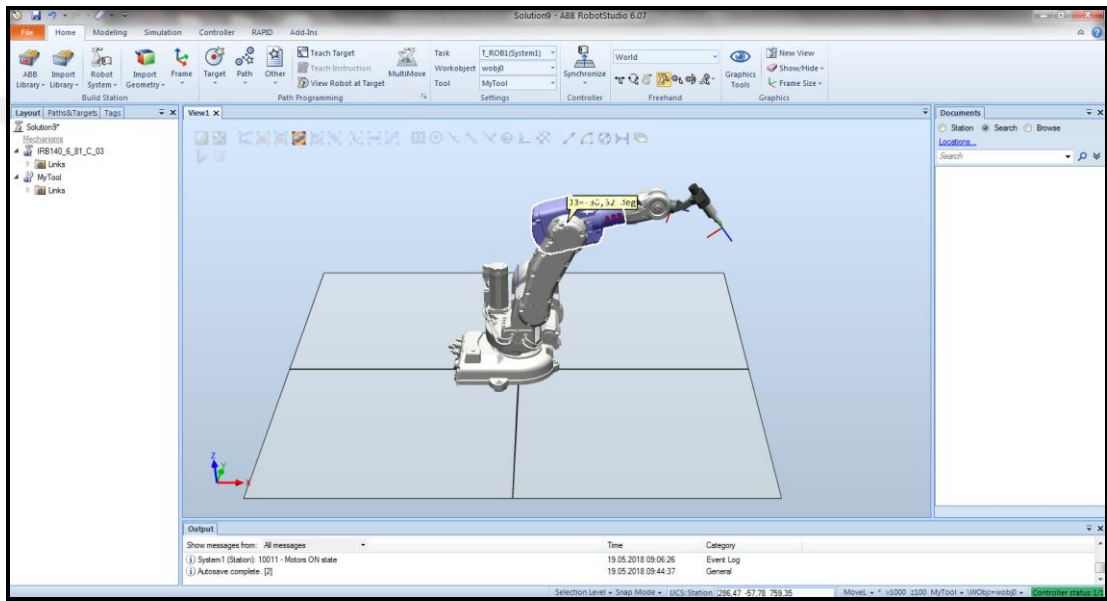 Solution9 - ABB RobotStudio 6.07
File Home Modeling Simulation Controller RAPID Add-Ins
ABB Library Import Library Robot System Import Geometry Frame
Build Station
Target Path Other
Teach Target
Teach Instruction
View Robot at Target
MultiMove
Path Programming
Task T_ROB1(System1)
Workobject wobj0
Tool MyTool
Settings
Synchronize
Controller
World
Freehand
Graphics Tools
New View
Show/Hide
Frame Size
Graphics
Layout Paths&Targets Tags
Solution9*
Mechanisms
IRB140_6_81_C_03
Links
MyTool
Links
View1
ABB
Z
Y
X
Documents
Station Search Browse
Locations...
Search
Output
Show messages from: All messages Time Category
System1 (Station): 10011 - Motors ON state 19.05.2018 09:06:26 Event Log
Autosave complete. [2] 19.05.2018 09:44:37 General
Selection Level Snap Mode UCS: Station 286,47 -57,78 759,35 MoveL * v1000 z100 MyTool \WObj:=wobj0 Controller status: 1/1